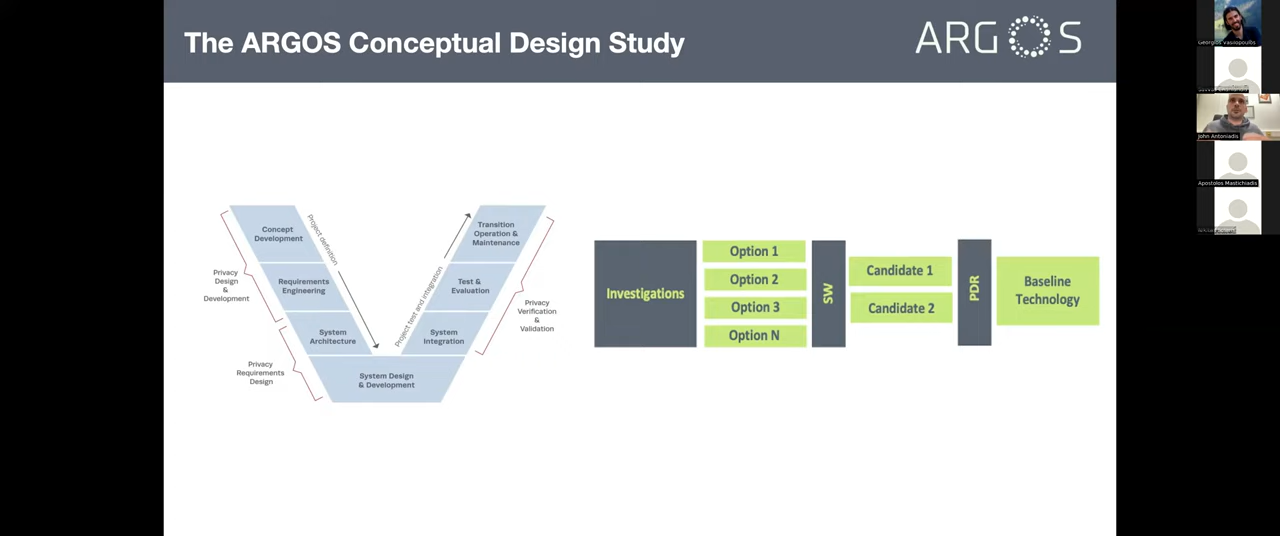 The ARGOS Conceptual Design Study
ARGOS
Concept
Development
Requirements
Engineering
System
Architecture
System Design
& Development
System
Integration
Test &
Evaluation
Transition
Operation &
Maintenance
Project definition
Project test and integration
Privacy
Design
&
Development
Privacy
Requirements
Design
Privacy
Verification
&
Validation
Investigations
Option 1
Option 2
Option 3
Option N
SW
Candidate 1
Candidate 2
PDR
Baseline
Technology
Georgios Vasilopoulos
John Antoniadis
Apostolos Mastichiadis